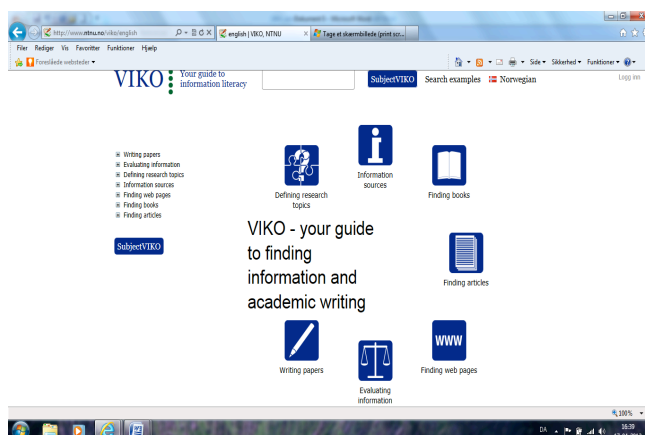 http://www.ntnu.no/viko/english
english | VIKO, NTNU
Tage et skærmbillede (print scr...
Filer Rediger Vis Favoritter Funktioner Hjælp
Foreslåede websteder
Side Sikkerhed Funktioner
VIKO
Your guide to
information literacy
SubjectVIKO Search examples Norwegian
Logg inn
Writing papers
Evaluating information
Defining research topics
Information sources
Finding web pages
Finding books
Finding articles
SubjectVIKO
Information
sources
Defining research
topics
Finding books
VIKO - your guide
to finding
information and
academic writing
Finding articles
www
Writing papers
Finding web pages
Evaluating
information
100%
DA
16:39